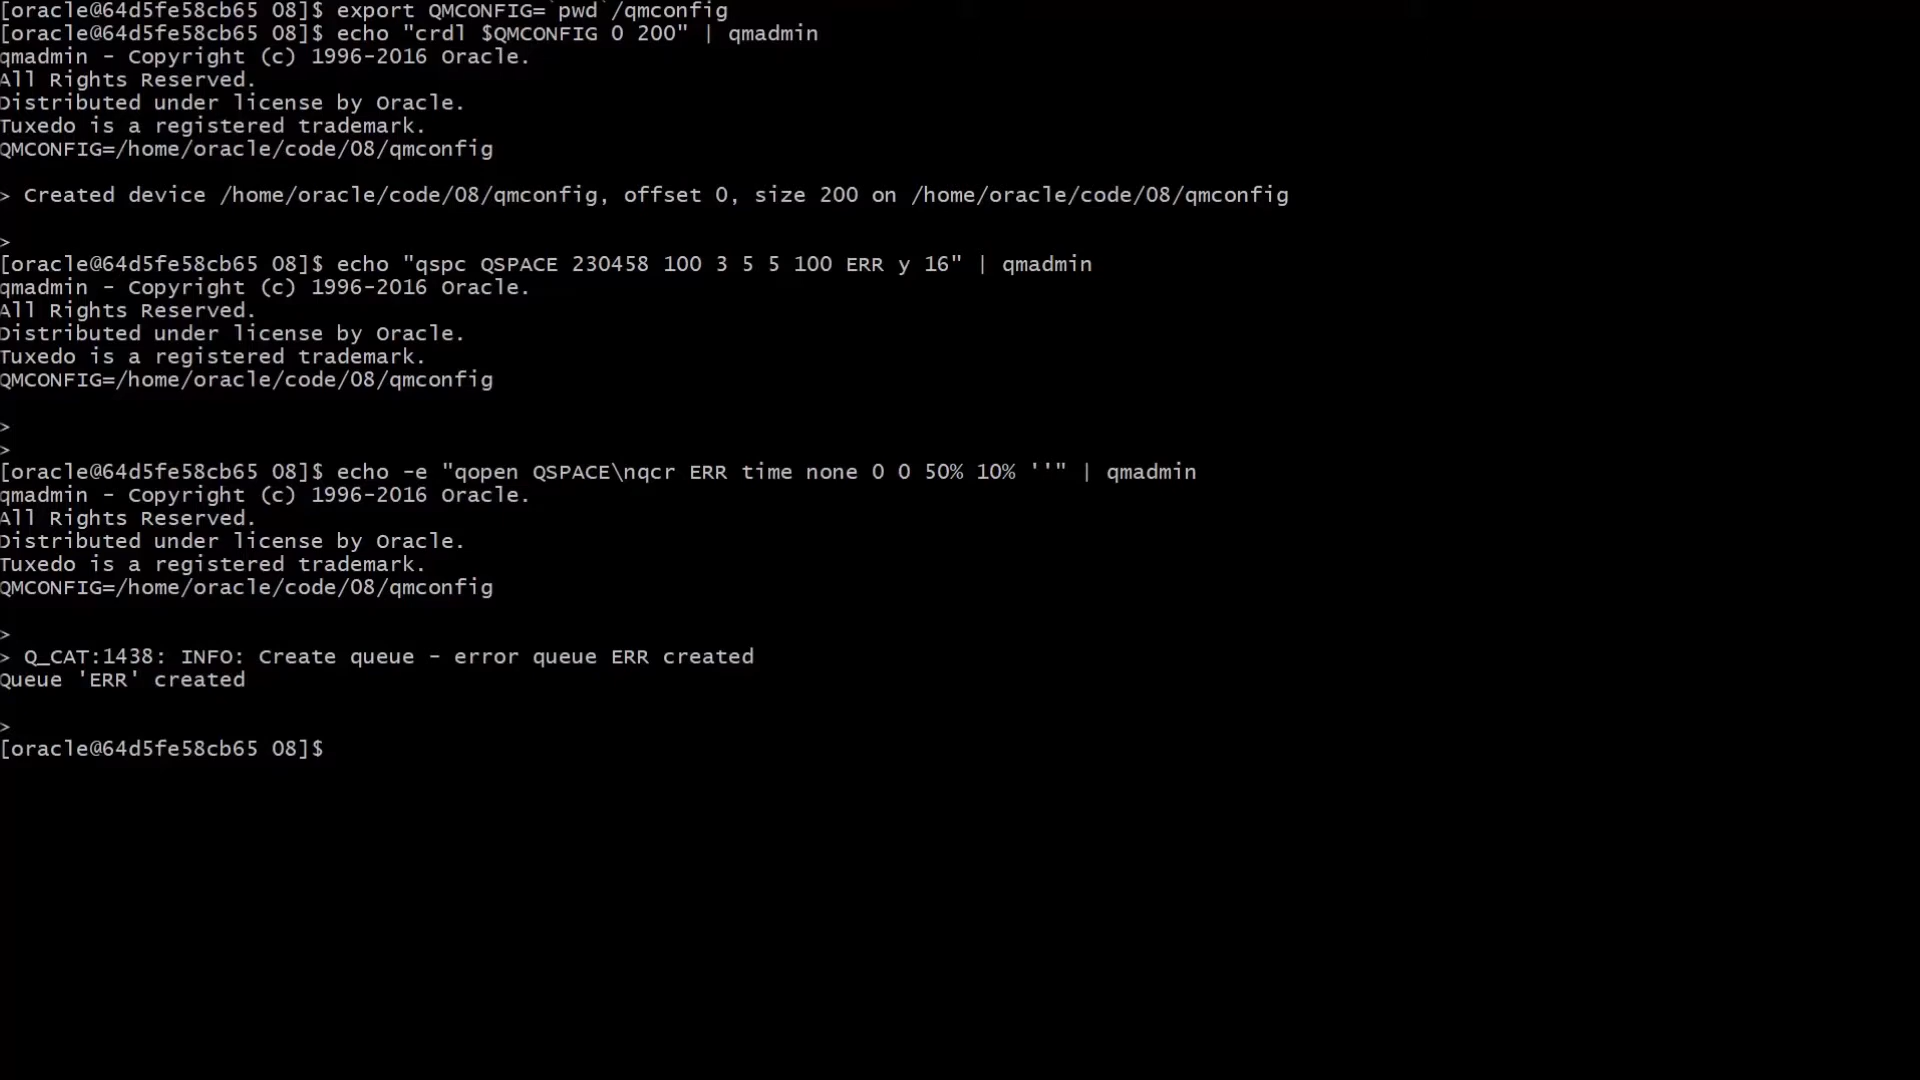 [oracle@64d5fe58cb65 08]$ export QMCONFIG=`pwd`/qmconfig
[oracle@64d5fe58cb65 08]$ echo "crdl $QMCONFIG 0 200" | qmadmin
qmadmin - Copyright (c) 1996-2016 Oracle.
All Rights Reserved.
Distributed under license by Oracle.
Tuxedo is a registered trademark.
QMCONFIG=/home/oracle/code/08/qmconfig
> Created device /home/oracle/code/08/qmconfig, offset 0, size 200 on /home/oracle/code/08/qmconfig
>
[oracle@64d5fe58cb65 08]$ echo "qspc QSPACE 230458 100 3 5 5 100 ERR y 16" | qmadmin
qmadmin - Copyright (c) 1996-2016 Oracle.
All Rights Reserved.
Distributed under license by Oracle.
Tuxedo is a registered trademark.
QMCONFIG=/home/oracle/code/08/qmconfig
>
>
[oracle@64d5fe58cb65 08]$ echo -e "qopen QSPACE\nqcr ERR time none 0 0 50% 10% ''" | qmadmin
qmadmin - Copyright (c) 1996-2016 Oracle.
All Rights Reserved.
Distributed under license by Oracle.
Tuxedo is a registered trademark.
QMCONFIG=/home/oracle/code/08/qmconfig
>
> Q_CAT:1438: INFO: Create queue - error queue ERR created
Queue 'ERR' created
>
[oracle@64d5fe58cb65 08]$